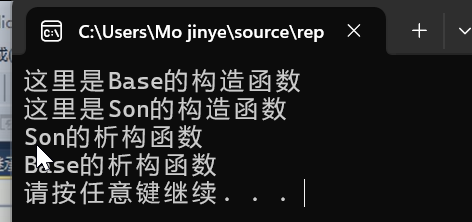 C:\Users\Mo jinye\source\rep
这里是Base的构造函数
这里是Son的构造函数
Son的析构函数
Base的析构函数
请按任意键继续. . .